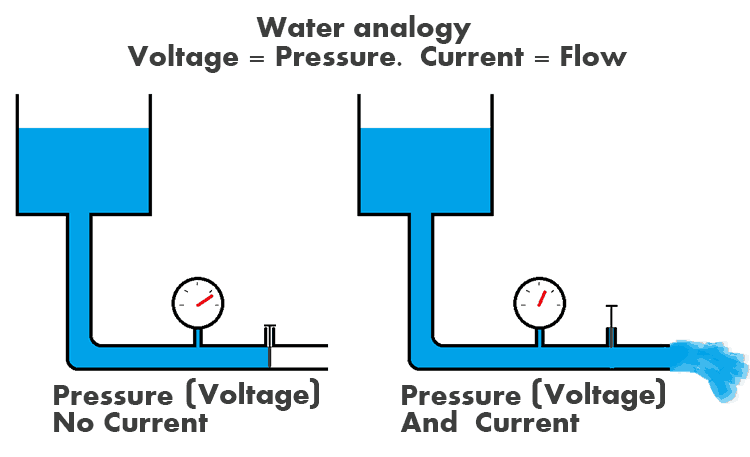 Water analogy
Voltage = Pressure.  Current = Flow
Pressure (Voltage)
No Current
Pressure (Voltage)
And  Current